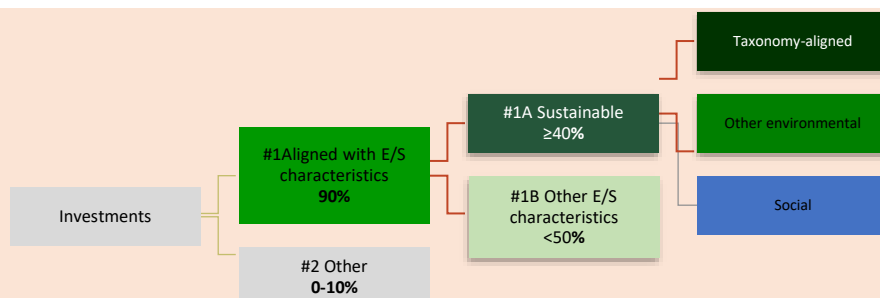 Taxonomy-aligned
#1A Sustainable
≥40%
Other environmental
#1Aligned with E/S
characteristics
90%
#1B Other E/S
characteristics
<50%
Social
Investments
#2 Other
0-10%